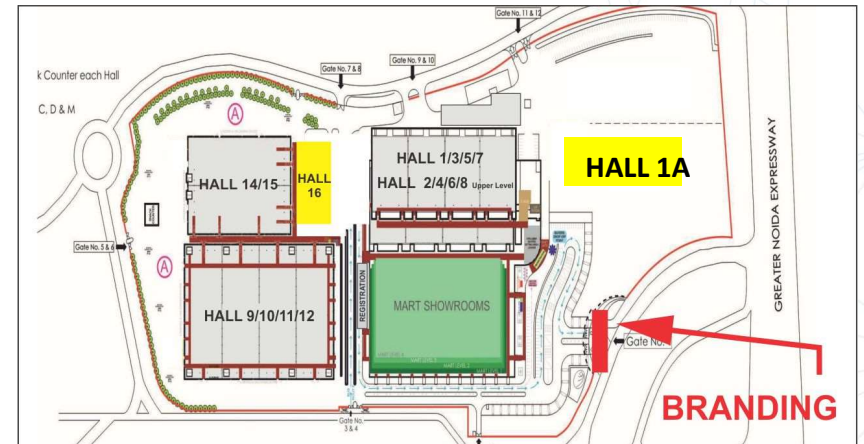 Gate No. 11 & 12
Gate No. 9 & 10
Gate No. 7 & 8
k Counter each Hall
C, D & M
A
HALL 14/15
HALL
16
HALL 1/3/5/7
HALL 2/4/6/8 Upper Level
HALL 1A
GREATER NOIDA EXPRESSWAY
Gate No. 5 & 6
A
HALL 9/10/11/12
REGISTRATION
MART SHOWROOMS
Gate No.
BRANDING
Gate No.
3 & 4